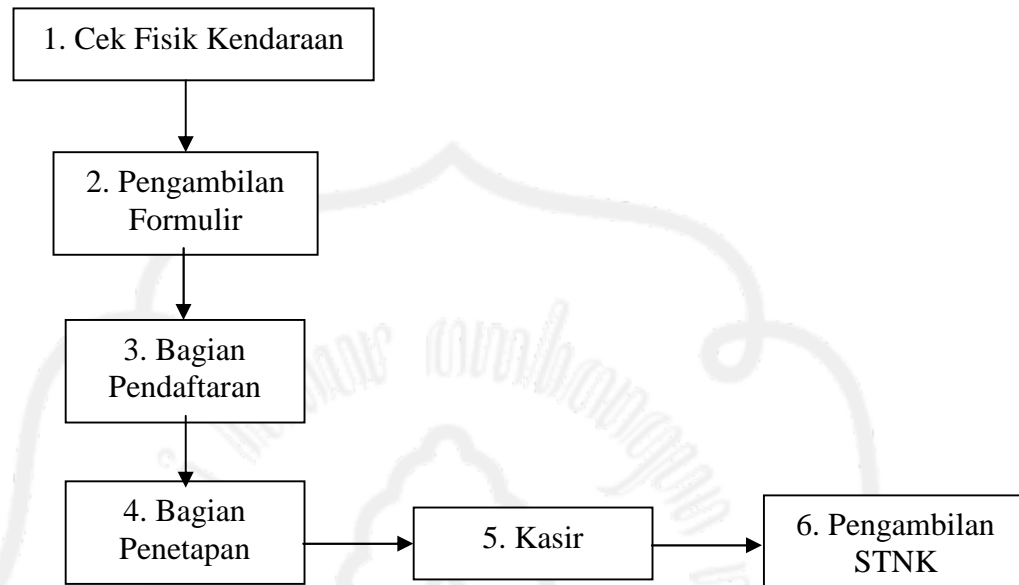 1. Cek Fisik Kendaraan
2. Pengambilan
Formulir
3. Bagian
Pendaftaran
4. Bagian
Penetapan
5. Kasir
6. Pengambilan
STNK